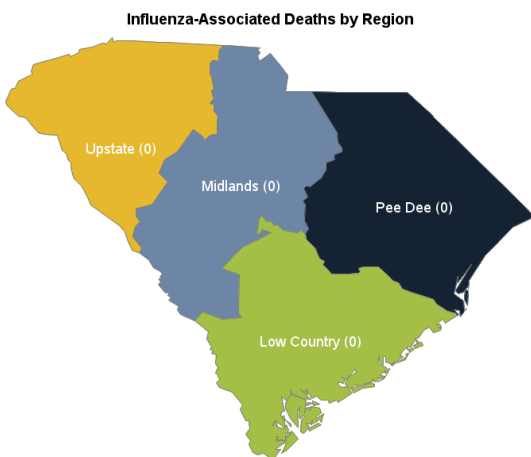 Influenza-Associated Deaths by Region
Upstate (0)
Midlands (0)
Pee Dee (0)
Low Country (0)